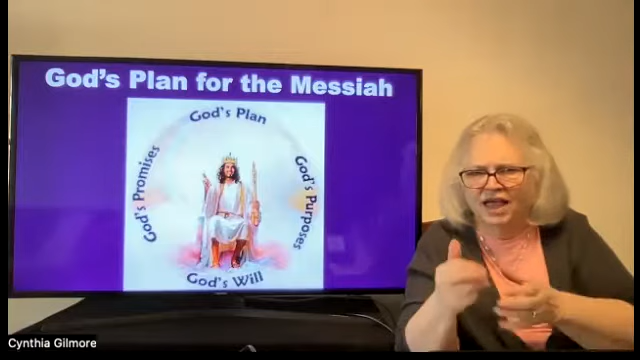 God's Plan for the Messiah
God's Plan
God's Promises
God's Purposes
God's Will
Cynthia Gilmore